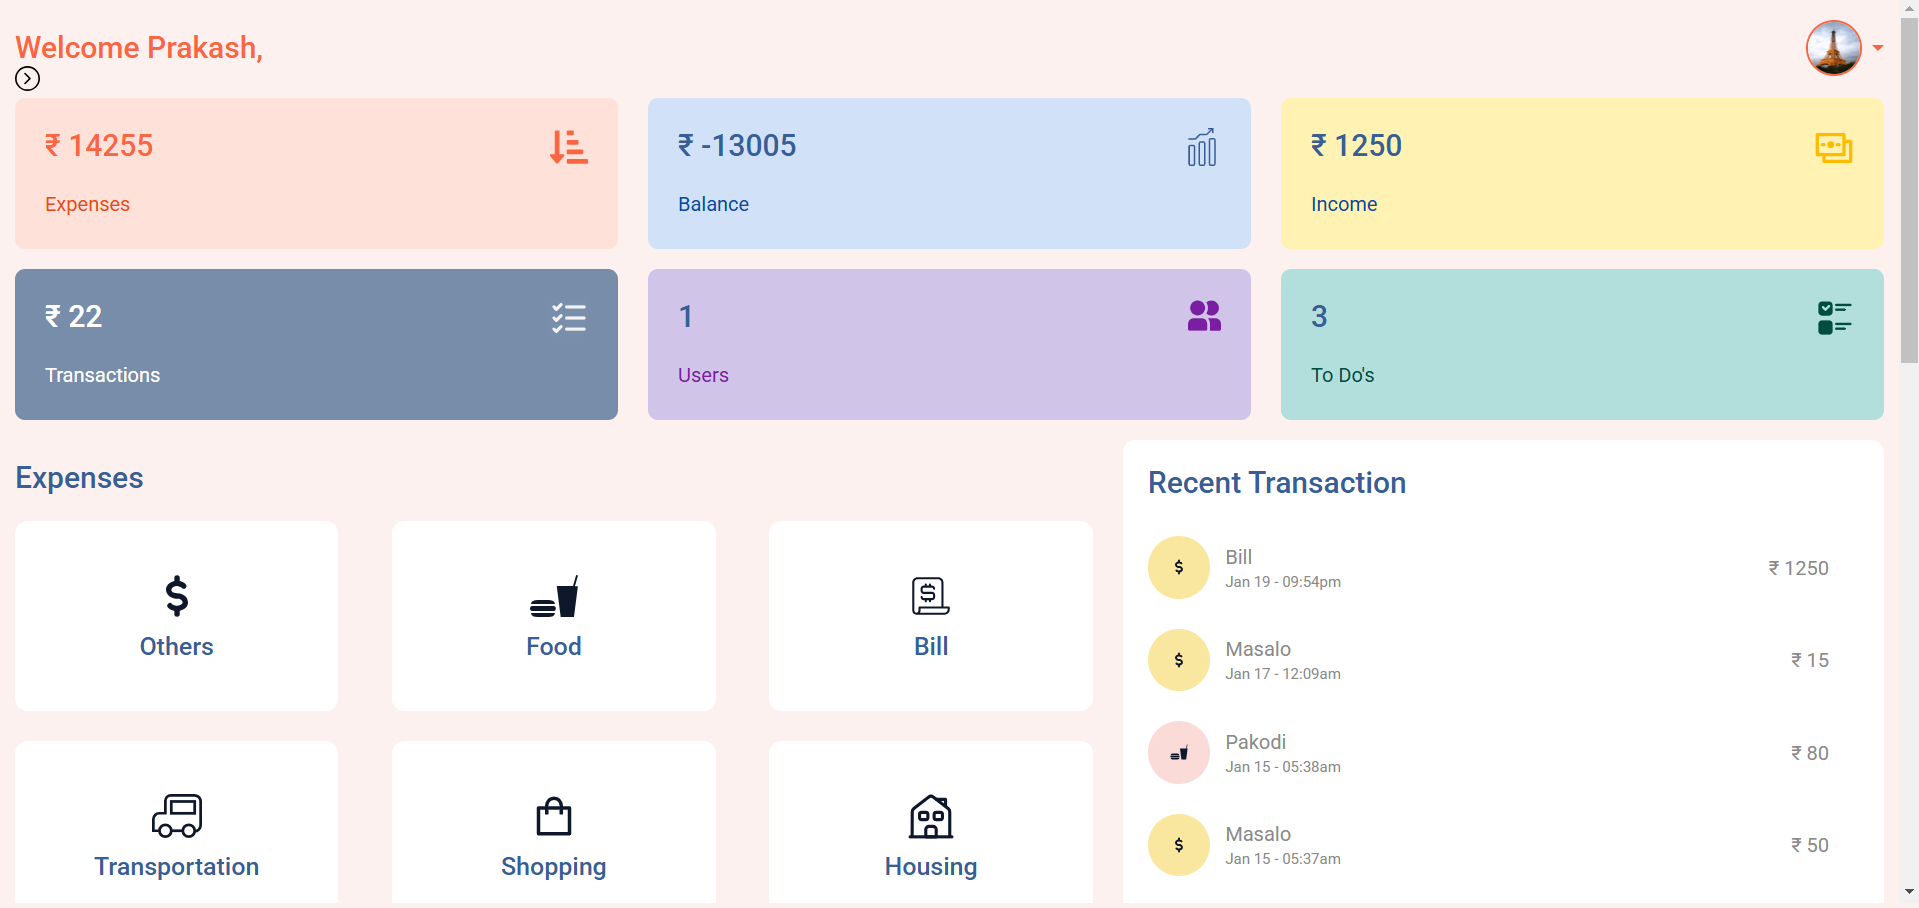 Welcome Prakash,
₹ 14255
Expenses
₹ -13005
Balance
₹ 1250
Income
₹ 22
Transactions
1
Users
3
To Do's
Expenses
Others
Food
Bill
Transportation
Shopping
Housing
Recent Transaction
Bill
Jan 19 - 09:54pm
₹ 1250
Masalo
Jan 17 - 12:09am
₹ 15
Pakodi
Jan 15 - 05:38am
₹ 80
Masalo
Jan 15 - 05:37am
₹ 50